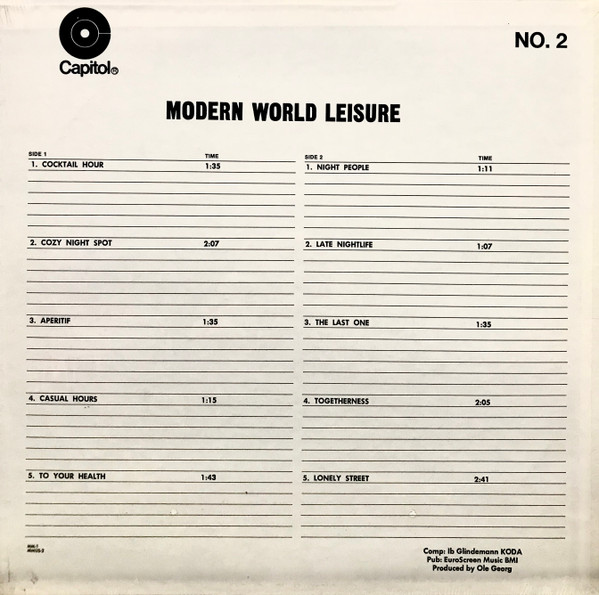 Capitol®
NO. 2
MODERN WORLD LEISURE
SIDE 1 TIME
1. COCKTAIL HOUR 1:35
2. COZY NIGHT SPOT 2:07
3. APERITIF 1:35
4. CASUAL HOURS 1:15
5. TO YOUR HEALTH 1:43
SIDE 2 TIME
1. NIGHT PEOPLE 1:11
2. LATE NIGHTLIFE 1:07
3. THE LAST ONE 1:35
4. TOGETHERNESS 2:05
5. LONELY STREET 2:41
Comp: Ib Glindemann KODA
Pub: EuroScreen Music BMI
Produced by Ole Georg